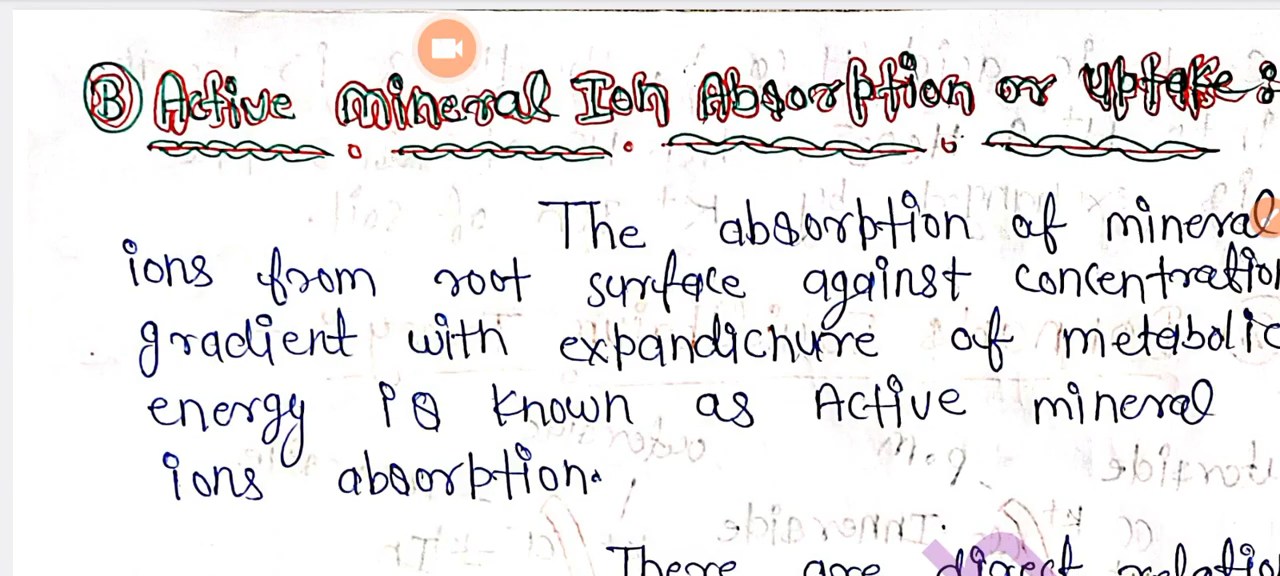 (B) Active mineral Ion Absorption or Uptake :
The absorption of mineral
ions from root surface against concentration
gradient with expandichure of metabolic
energy is known as Active mineral
ions absorption.
There are direct relation